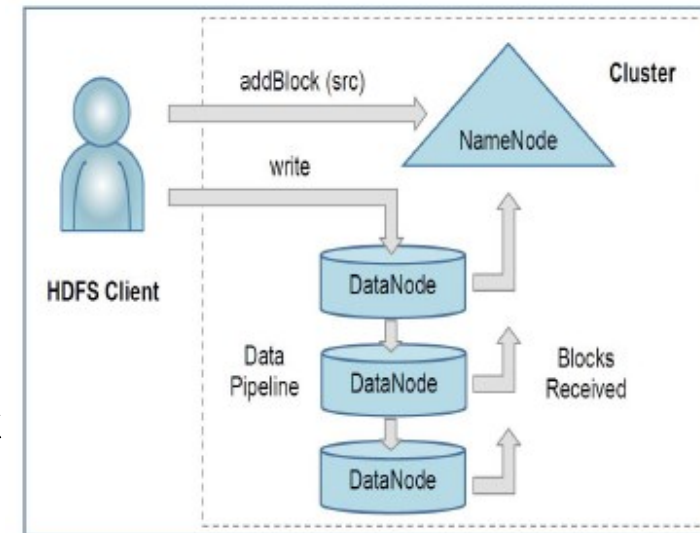 addBlock (src)
Cluster
NameNode
write
HDFS Client
DataNode
Data
Pipeline
DataNode
Blocks
Received
DataNode